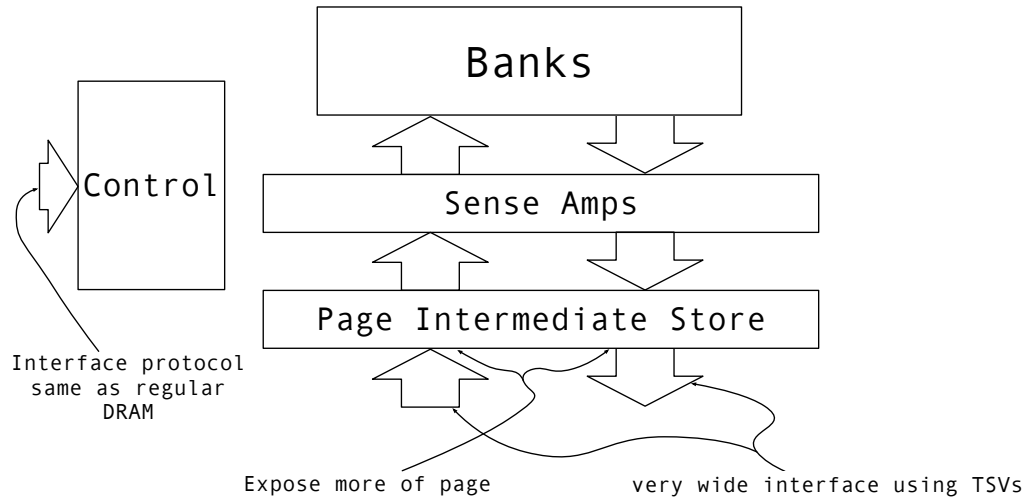 Banks
Control
Sense Amps
Page Intermediate Store
Interface protocol
same as regular
DRAM
Expose more of page
very wide interface using TSVs